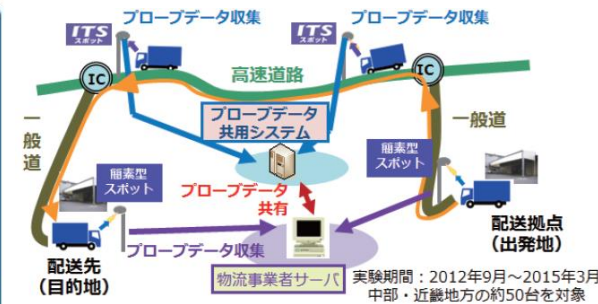 プローブデータ収集
プローブデータ収集
ITS
スポット
ITS
スポット
IC
高速道路
IC
一般道
プローブデータ
共用システム
一般道
簡素型
スポット
簡素型
スポット
プローブデータ
共有
配送拠点
(出発地)
プローブデータ収集
配送先
(目的地)
物流事業者サーバ
実験期間：2012年9月～2015年3月
中部・近畿地方の約50台を対象